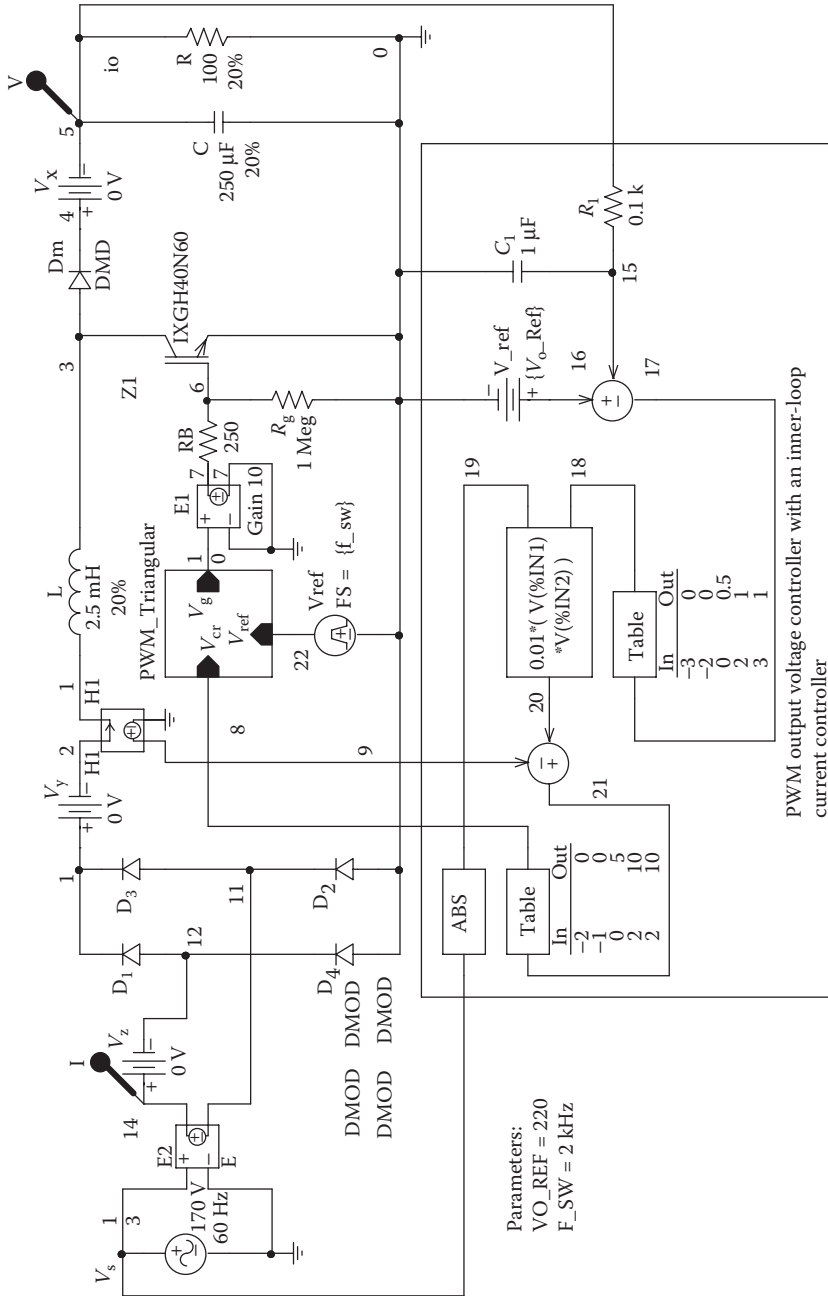 V
5
io
R
100
20%
0
C
250 µF
20%
Vx
0 V
4
+
−
Dm
DMD
IXGH40N60
3
Z1
6
RB
250
Rg
1 Meg
7
7
E1
+
−
Gain 10
L
2.5 mH
20%
1
H1
H1
2
Vy
0 V
+
−
1
PWM_Triangular
Vg
Vcr
Vref
1
0
22
Vref
FS = {f_sw}
8
9
D1
D3
12
11
D4
D2
DMOD
DMOD
DMOD
DMOD
I
Vz
0 V
+
−
14
E2
+
−
E
1
3
Vs
170 V
60 Hz
Parameters:
VO_REF = 220
F_SW = 2 kHz
R1
0.1 k
C1
1 µF
15
V_ref
−
+ {Vo_Ref}
16
17
19
18
0.01*( V(%IN1)
*V(%IN2) )
20
21
Table
In Out
−3 0
−2 0
0 0.5
2 1
3 1
ABS
Table
In Out
−2 0
−1 0
0 5
2 10
2 10
PWM output voltage controller with an inner-loop
current controller